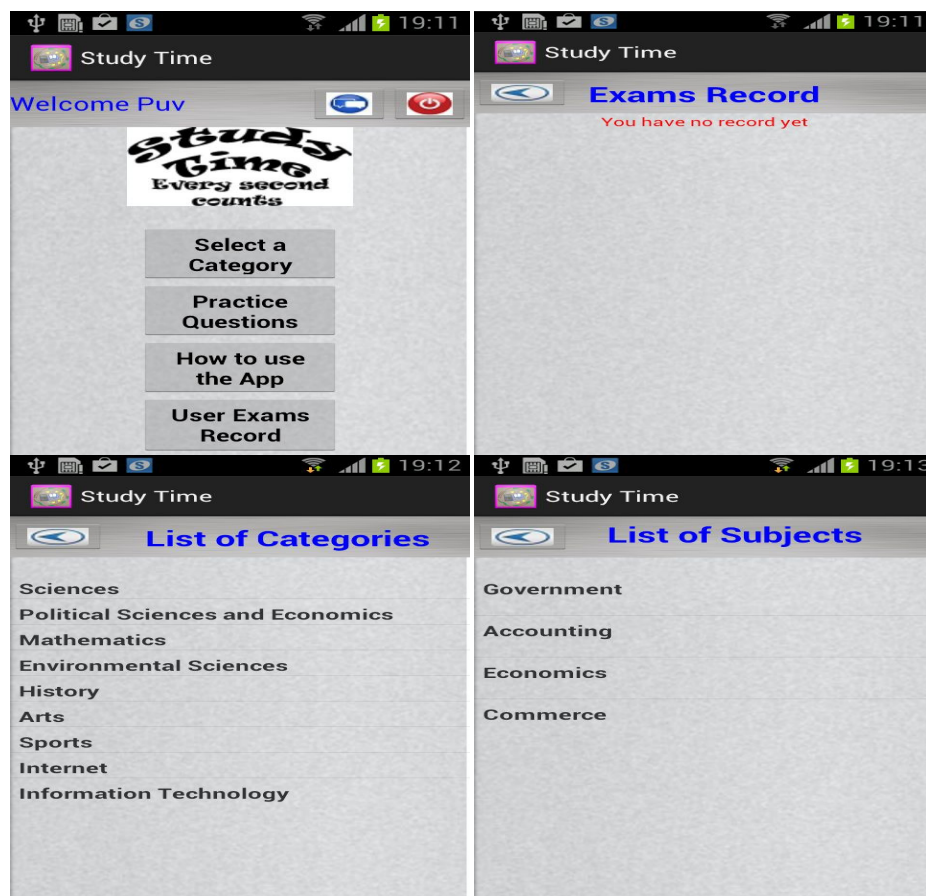 19:11
Study Time
Welcome Puv
Study
Time
Every second
counts
Select a
Category
Practice
Questions
How to use
the App
User Exams
Record
19:11
Study Time
Exams Record
You have no record yet
19:12
Study Time
List of Categories
Sciences
Political Sciences and Economics
Mathematics
Environmental Sciences
History
Arts
Sports
Internet
Information Technology
19:13
Study Time
List of Subjects
Government
Accounting
Economics
Commerce